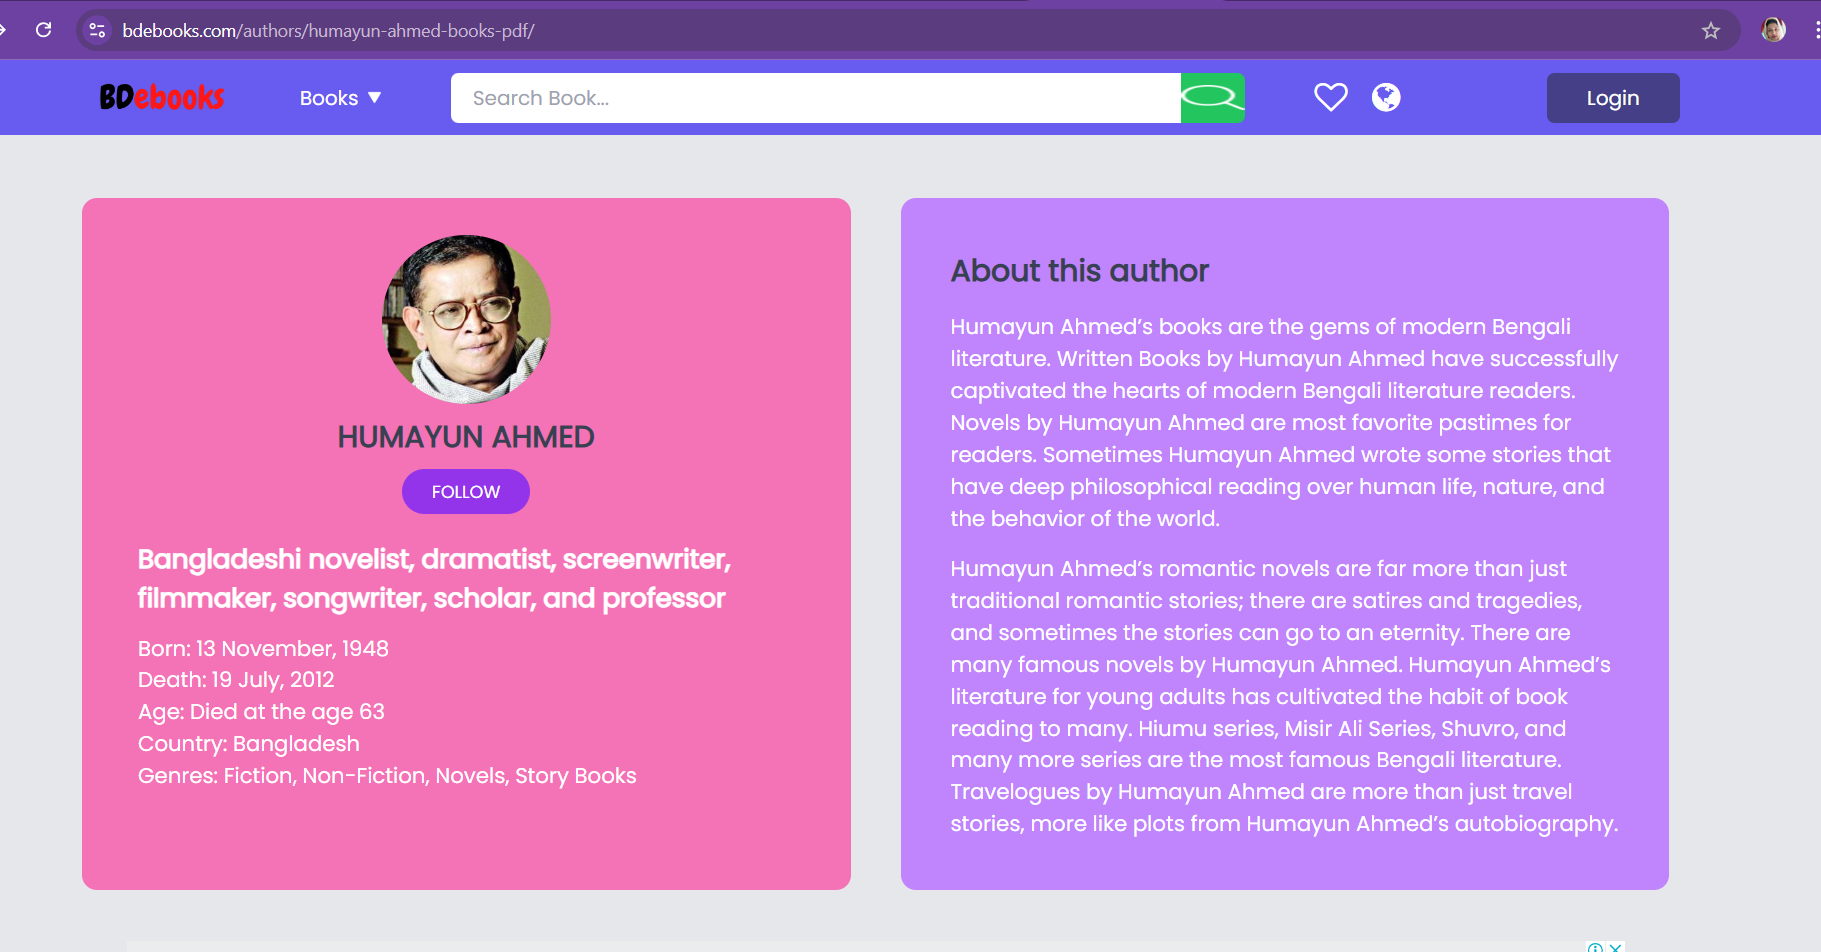 bdebooks.com/authors/humayun-ahmed-books-pdf/
BDebooks
Books ▼
Search Book...
Login
HUMAYUN AHMED
FOLLOW
Bangladeshi novelist, dramatist, screenwriter,
filmmaker, songwriter, scholar, and professor
Born: 13 November, 1948
Death: 19 July, 2012
Age: Died at the age 63
Country: Bangladesh
Genres: Fiction, Non-Fiction, Novels, Story Books
About this author
Humayun Ahmed’s books are the gems of modern Bengali
literature. Written Books by Humayun Ahmed have successfully
captivated the hearts of modern Bengali literature readers.
Novels by Humayun Ahmed are most favorite pastimes for
readers. Sometimes Humayun Ahmed wrote some stories that
have deep philosophical reading over human life, nature, and
the behavior of the world.
Humayun Ahmed’s romantic novels are far more than just
traditional romantic stories; there are satires and tragedies,
and sometimes the stories can go to an eternity. There are
many famous novels by Humayun Ahmed. Humayun Ahmed’s
literature for young adults has cultivated the habit of book
reading to many. Hiumu series, Misir Ali Series, Shuvro, and
many more series are the most famous Bengali literature.
Travelogues by Humayun Ahmed are more than just travel
stories, more like plots from Humayun Ahmed’s autobiography.